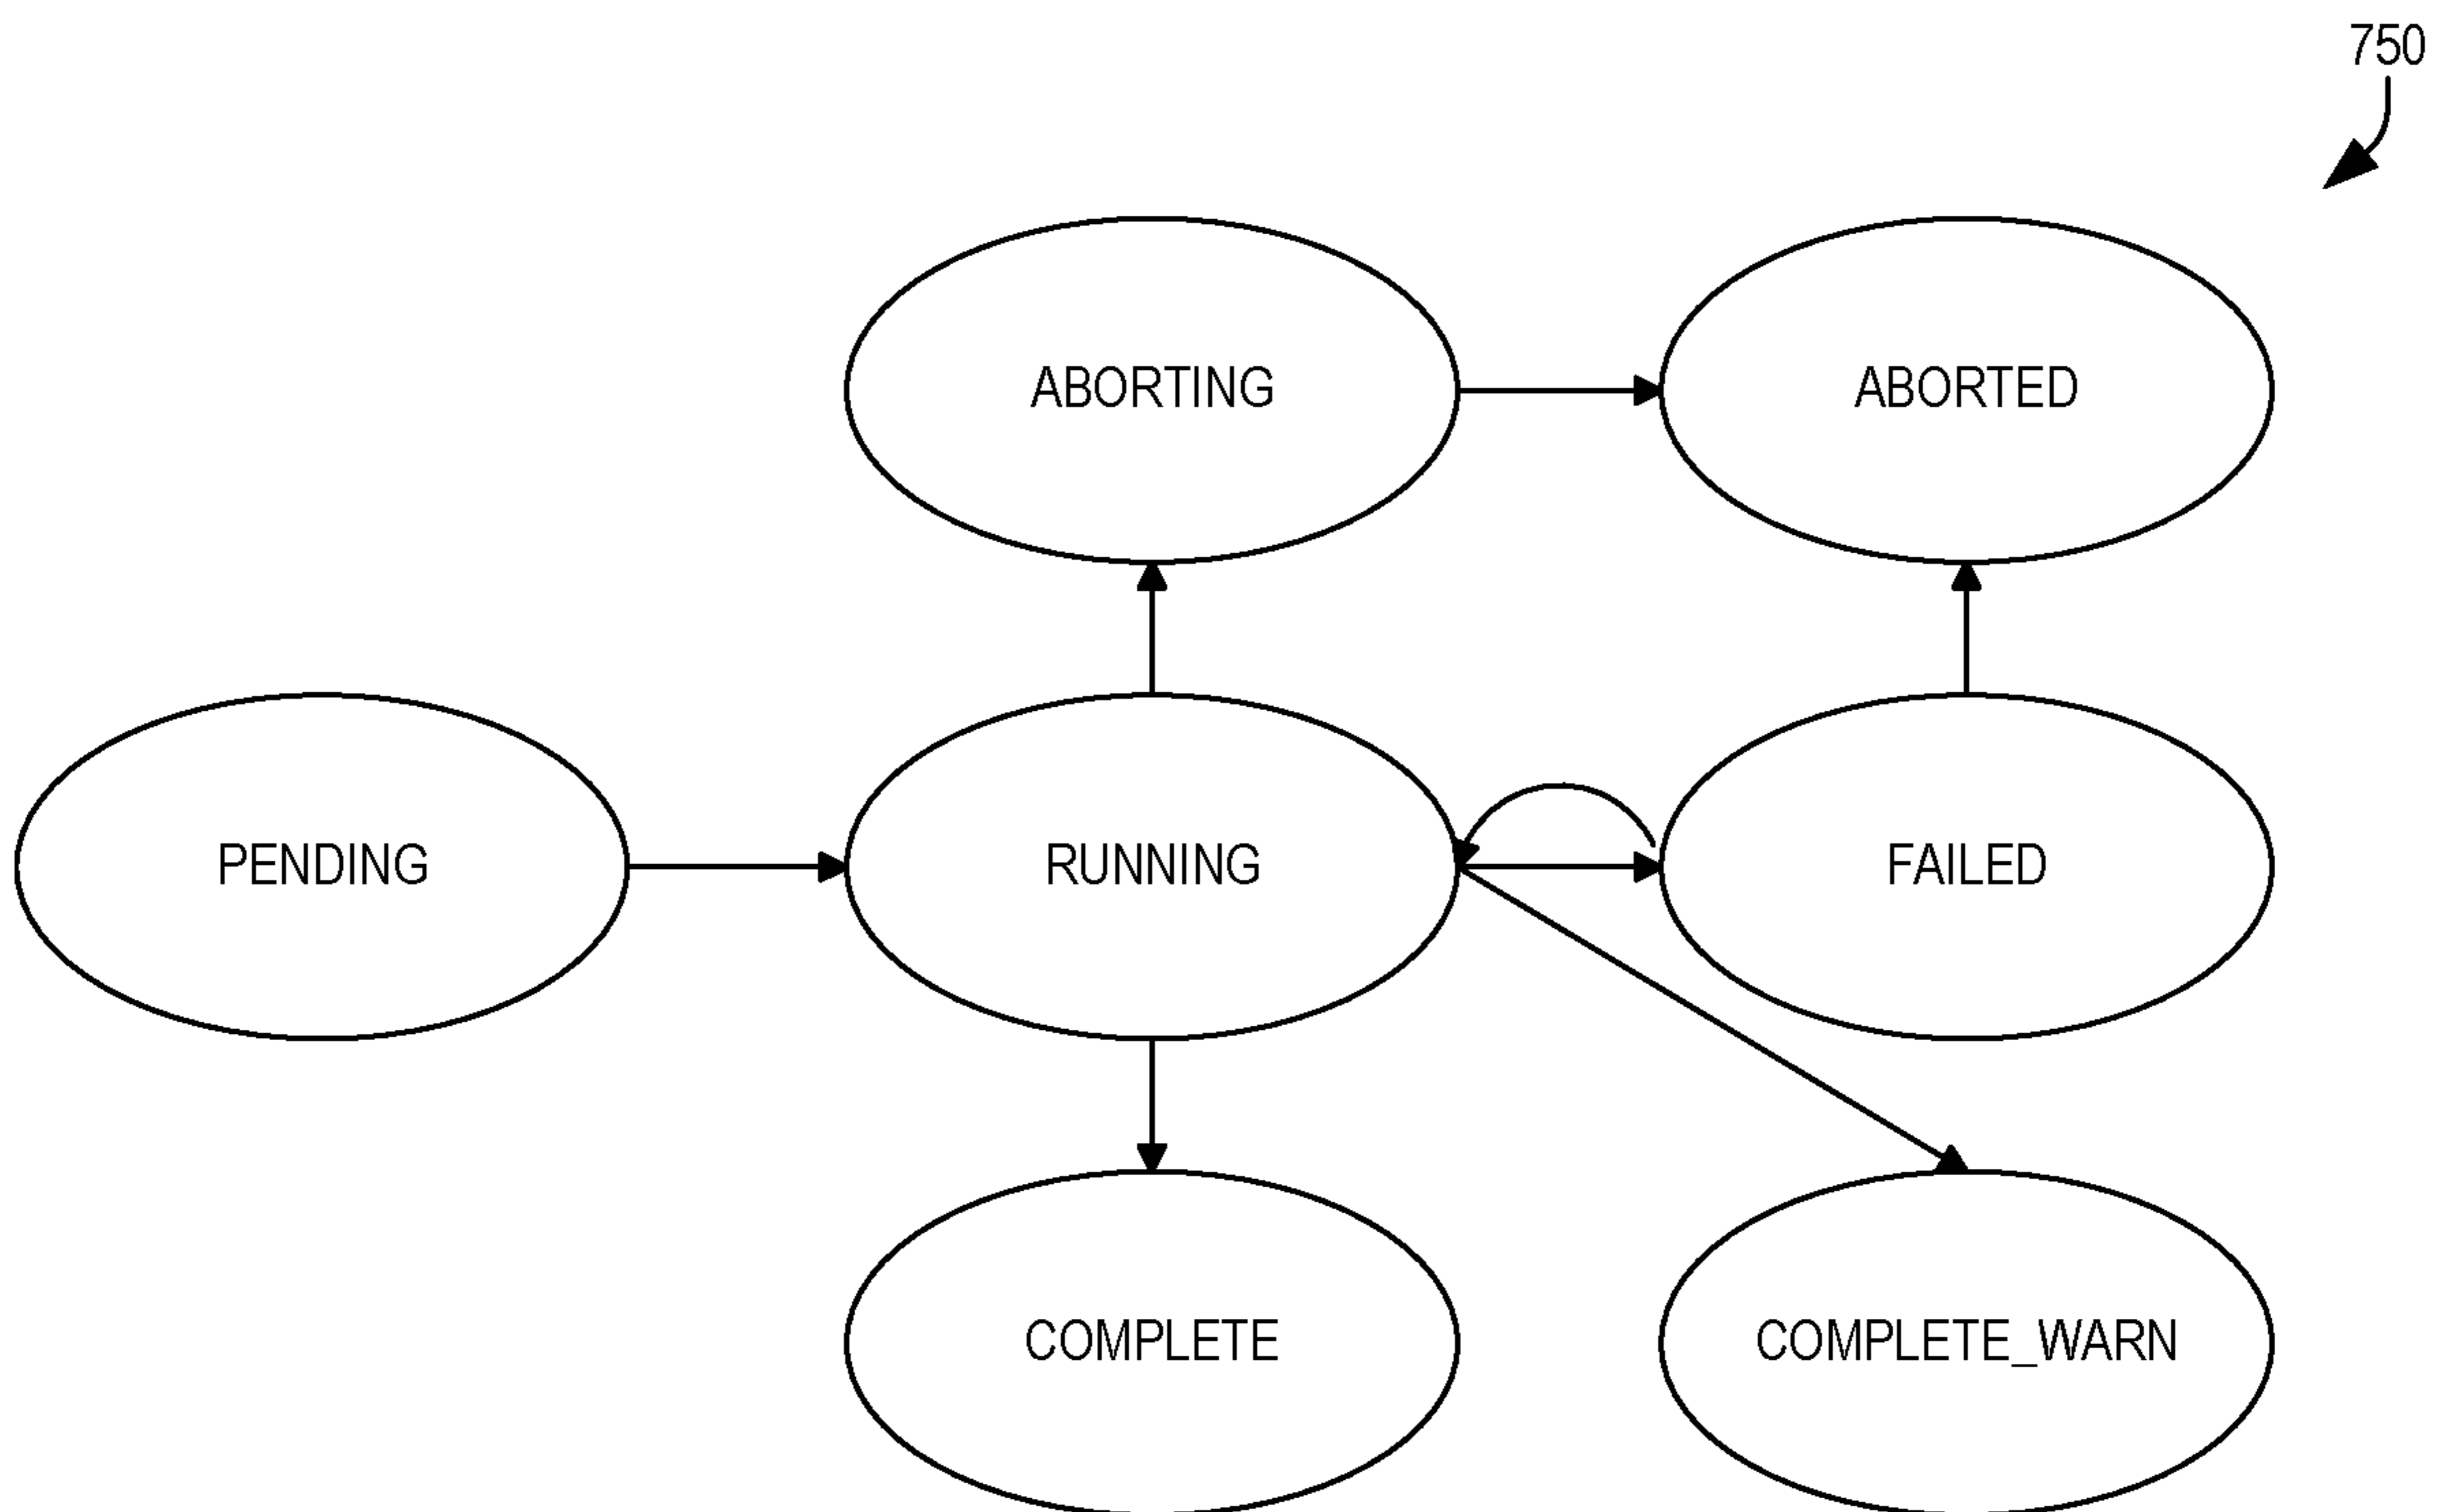 750
ABORTING
ABORTED
PENDING
RUNNING
FAILED
COMPLETE
COMPLETE_WARN